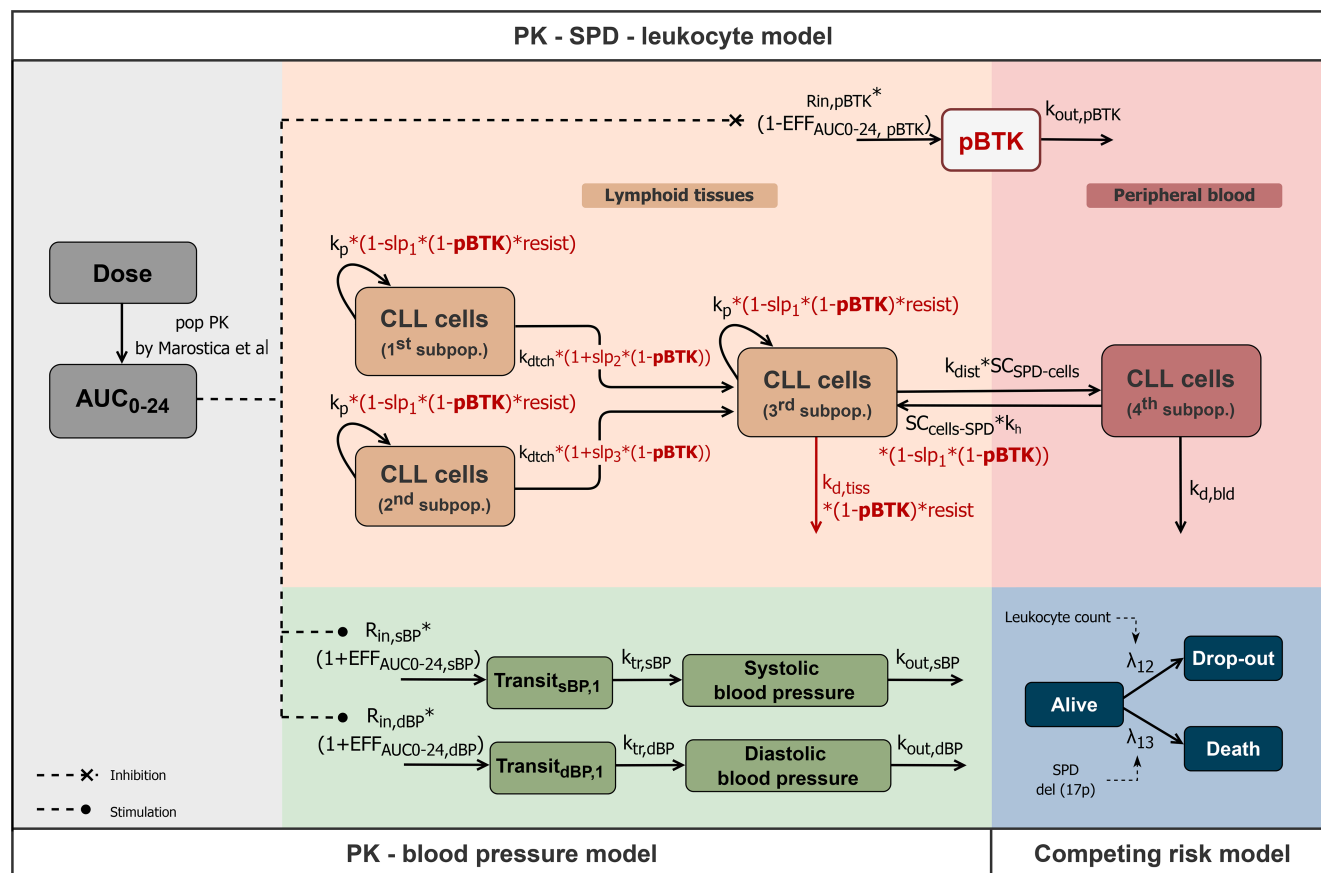 PK - SPD - leukocyte model
Rin,pBTK*
(1-EFFAUC0-24, pBTK)
pBTK
kout,pBTK
Lymphoid tissues
Peripheral blood
Dose
pop PK
by Marostica et al
AUC0-24
kp*(1-slp1*(1-pBTK)*resist)
CLL cells
(1st subpop.)
kdtch*(1+slp2*(1-pBTK))
kp*(1-slp1*(1-pBTK)*resist)
CLL cells
(2nd subpop.)
kdtch*(1+slp3*(1-pBTK))
kp*(1-slp1*(1-pBTK)*resist)
CLL cells
(3rd subpop.)
kd,tiss
*(1-pBTK)*resist
kdist*SCSPD-cells
SCcells-SPD*kh
*(1-slp1*(1-pBTK))
CLL cells
(4th subpop.)
kd,bld
Rin,sBP*
(1+EFFAUC0-24,sBP)
TransitsBP,1
ktr,sBP
Systolic
blood pressure
kout,sBP
Rin,dBP*
(1+EFFAUC0-24,dBP)
TransitdBP,1
ktr,dBP
Diastolic
blood pressure
kout,dBP
Leukocyte count
λ12
Drop-out
Alive
λ13
Death
SPD
del (17p)
Inhibition
Stimulation
PK - blood pressure model
Competing risk model